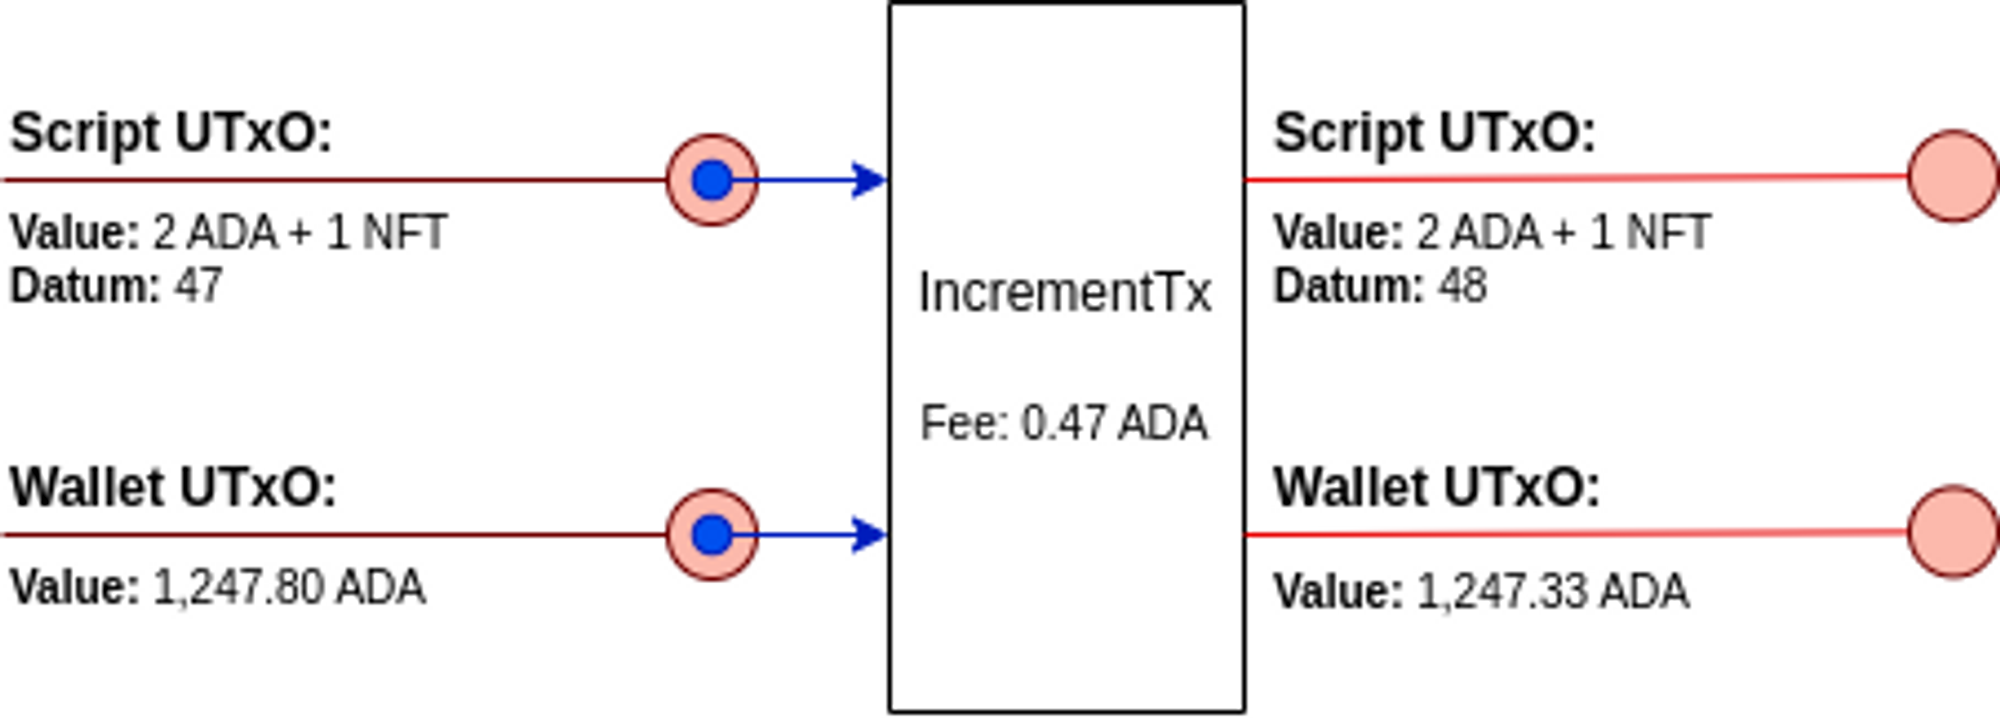 Script UTxO:
Value: 2 ADA + 1 NFT
Datum: 47
Wallet UTxO:
Value: 1,247.80 ADA
IncrementTx
Fee: 0.47 ADA
Script UTxO:
Value: 2 ADA + 1 NFT
Datum: 48
Wallet UTxO:
Value: 1,247.33 ADA